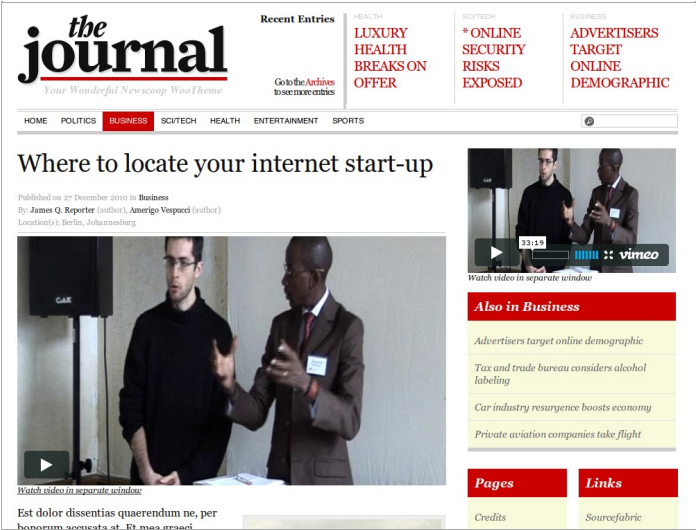 the
journal
Your Wonderful Newscoop WooTheme
Recent Entries
Go to the Archives
to see more entries
HEALTH
LUXURY
HEALTH
BREAKS ON
OFFER
SCI/TECH
* ONLINE
SECURITY
RISKS
EXPOSED
BUSINESS
ADVERTISERS
TARGET
ONLINE
DEMOGRAPHIC
HOME POLITICS BUSINESS SCI/TECH HEALTH ENTERTAINMENT SPORTS
Where to locate your internet start-up
Published on 27 December 2010 in Business
By: James Q. Reporter (author), Amerigo Vespucci (author)
Location(s): Berlin, Johannesburg
Watch video in separate window
Est dolor dissentias quaerendum ne, per
bonorum accusata at. Et mea graeci
33:19
vimeo
Watch video in separate window
Also in Business
Advertisers target online demographic
Tax and trade bureau considers alcohol
labeling
Car industry resurgence boosts economy
Private aviation companies take flight
Pages
Credits
Links
Sourcefabric